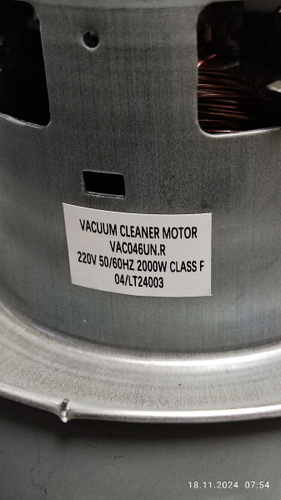 VACUUM CLEANER MOTOR
VAC046UN.R
220V 50/60HZ 2000W CLASS F
04/LT24003
18.11.2024 07:54